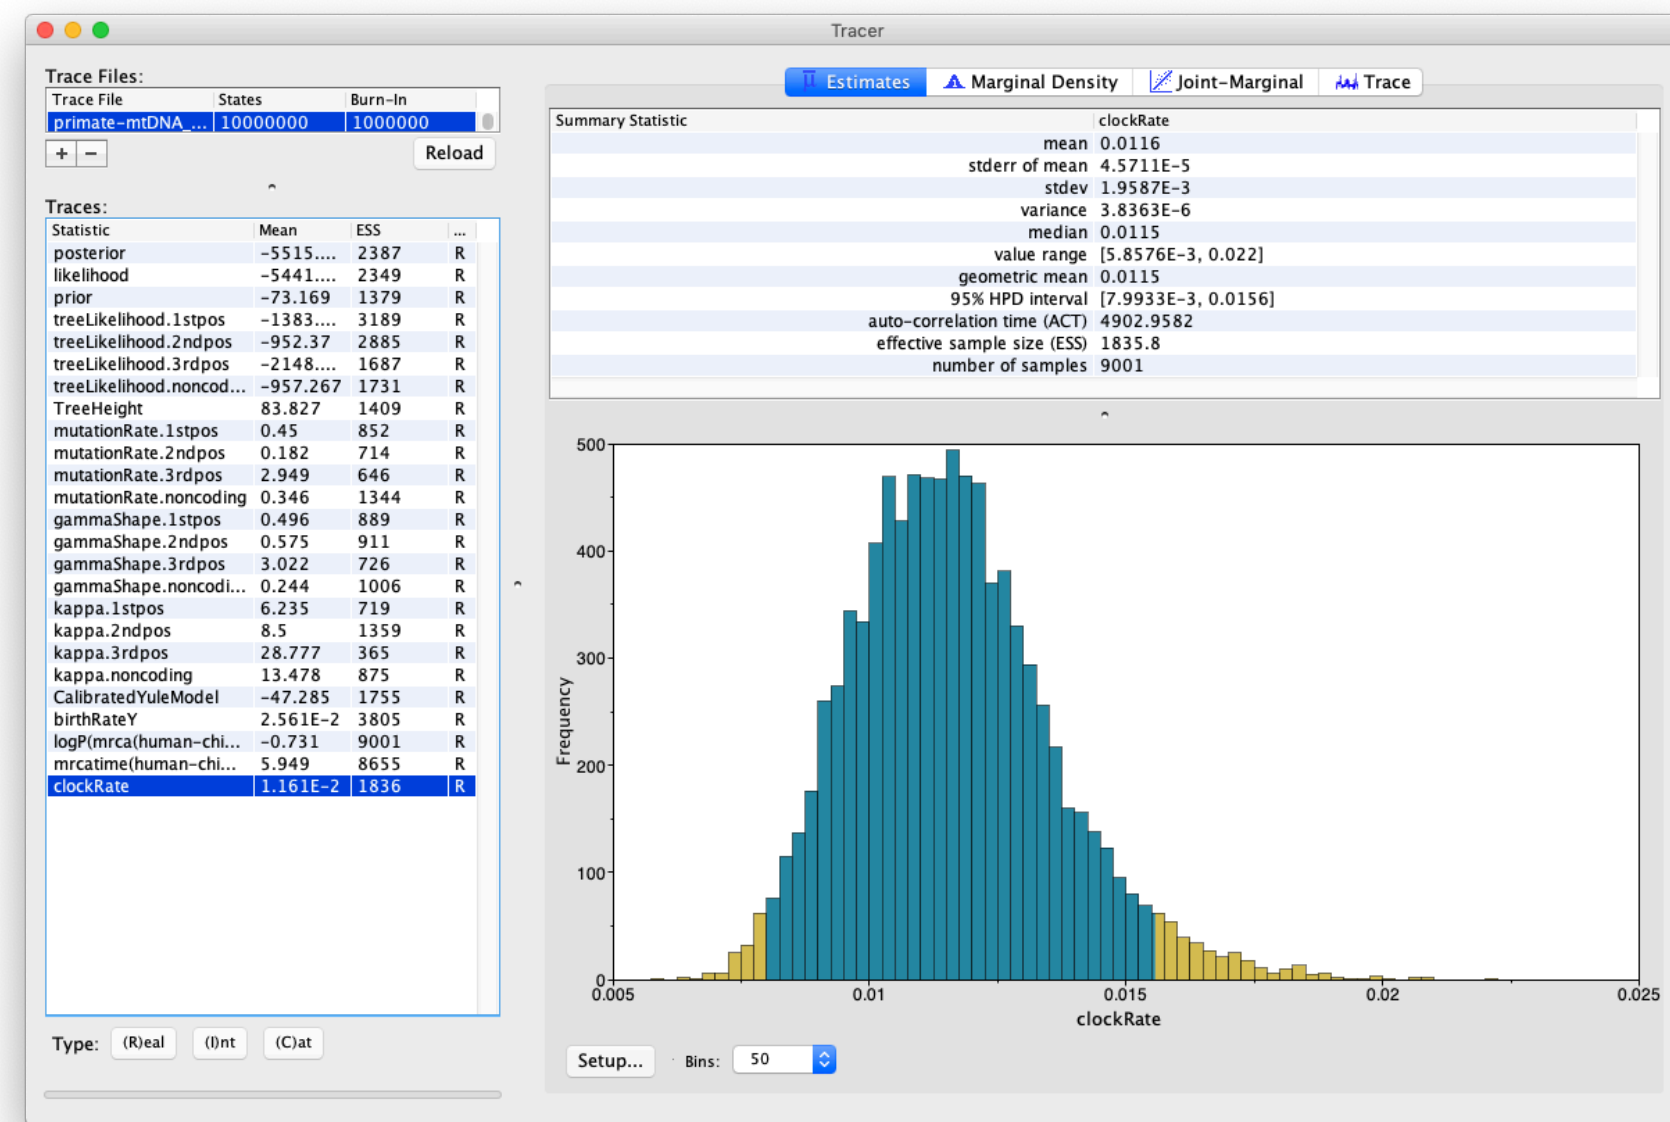 Tracer
Trace Files:
Trace File States Burn-In
primate-mtDNA_... 10000000 1000000
+ −
Reload
Traces:
Statistic Mean ESS ...
posterior -5515.... 2387 R
likelihood -5441.... 2349 R
prior -73.169 1379 R
treeLikelihood.1stpos -1383.... 3189 R
treeLikelihood.2ndpos -952.37 2885 R
treeLikelihood.3rdpos -2148.... 1687 R
treeLikelihood.noncod... -957.267 1731 R
TreeHeight 83.827 1409 R
mutationRate.1stpos 0.45 852 R
mutationRate.2ndpos 0.182 714 R
mutationRate.3rdpos 2.949 646 R
mutationRate.noncoding 0.346 1344 R
gammaShape.1stpos 0.496 889 R
gammaShape.2ndpos 0.575 911 R
gammaShape.3rdpos 3.022 726 R
gammaShape.noncodi... 0.244 1006 R
kappa.1stpos 6.235 719 R
kappa.2ndpos 8.5 1359 R
kappa.3rdpos 28.777 365 R
kappa.noncoding 13.478 875 R
CalibratedYuleModel -47.285 1755 R
birthRateY 2.561E-2 3805 R
logP(mrca(human-chi... -0.731 9001 R
mrcatime(human-chi... 5.949 8655 R
clockRate 1.161E-2 1836 R
Type: (R)eal (I)nt (C)at
Estimates Marginal Density Joint-Marginal Trace
Summary Statistic clockRate
mean 0.0116
stderr of mean 4.5711E-5
stdev 1.9587E-3
variance 3.8363E-6
median 0.0115
value range [5.8576E-3, 0.022]
geometric mean 0.0115
95% HPD interval [7.9933E-3, 0.0156]
auto-correlation time (ACT) 4902.9582
effective sample size (ESS) 1835.8
number of samples 9001
500
400
300
200
100
0
Frequency
0.005 0.01 0.015 0.02 0.025
clockRate
Setup... Bins: 50